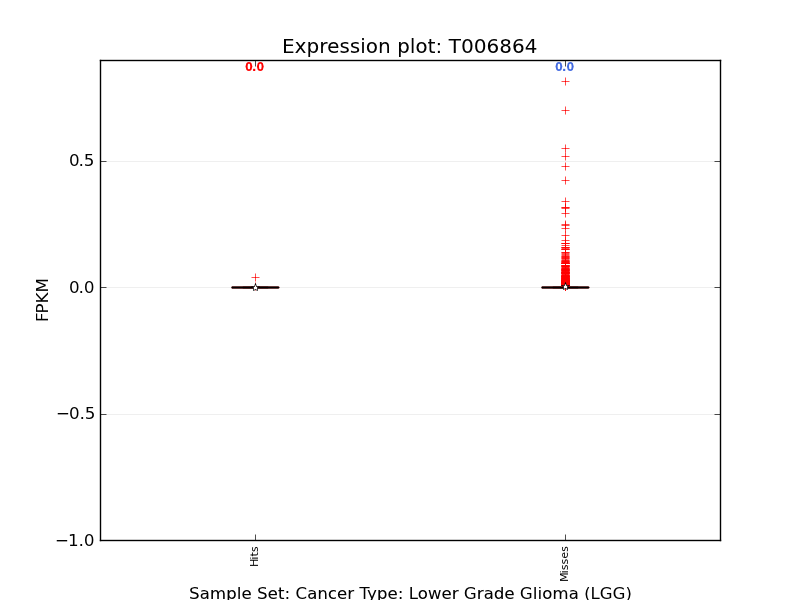 Expression plot: T006864
0.0
0.0
0.5
0.0
−0.5
−1.0
FPKM
Hits
Misses
Sample Set: Cancer Type: Lower Grade Glioma (LGG)